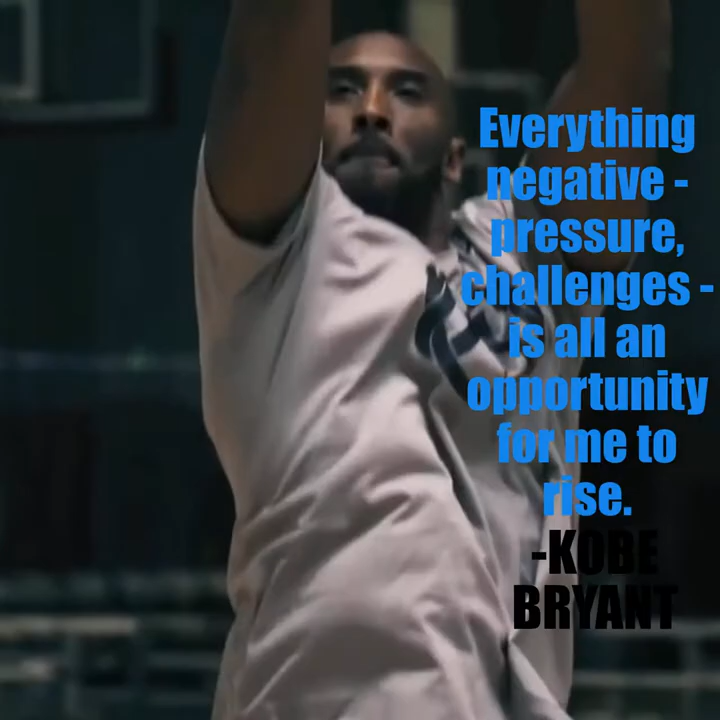 Everything
negative -
pressure,
challenges -
is all an
opportunity
for me to
rise.
-KOBE
BRYANT